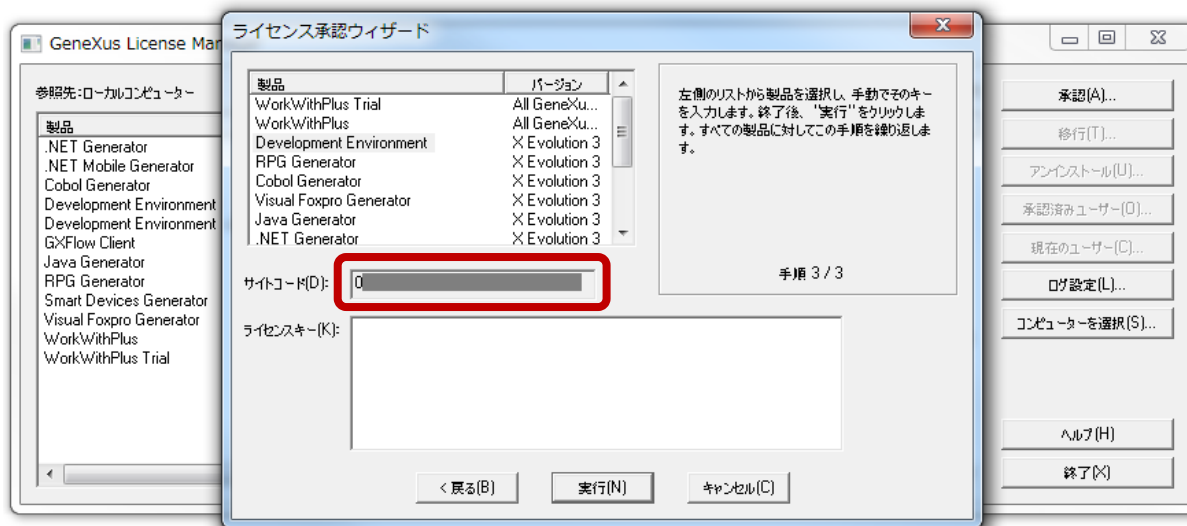 GeneXus License Mar
参照先:ローカルコンピューター
製品
.NET Generator
.NET Mobile Generator
Cobol Generator
Development Environment
Development Environment
GXFlow Client
Java Generator
RPG Generator
Smart Devices Generator
Visual Foxpro Generator
WorkWithPlus
WorkWithPlus Trial
ライセンス承認ウィザード
製品 バージョン
WorkWithPlus Trial All GeneXu...
WorkWithPlus All GeneXu...
Development Environment X Evolution 3
RPG Generator X Evolution 3
Cobol Generator X Evolution 3
Visual Foxpro Generator X Evolution 3
Java Generator X Evolution 3
.NET Generator X Evolution 3
左側のリストから製品を選択し、手動でそのキー
を入力します。終了後、"実行"をクリックしま
す。すべての製品に対してこの手順を繰り返しま
す。
手順 3 / 3
サイトコード(D): 0
ライセンスキー(K):
< 戻る(B) 実行(N) キャンセル(C)
承認(A)...
移行(T)...
アンインストール(U)...
承認済みユーザー(O)...
現在のユーザー(C)...
ログ設定(L)...
コンピューターを選択(S)...
ヘルプ(H)
終了(X)